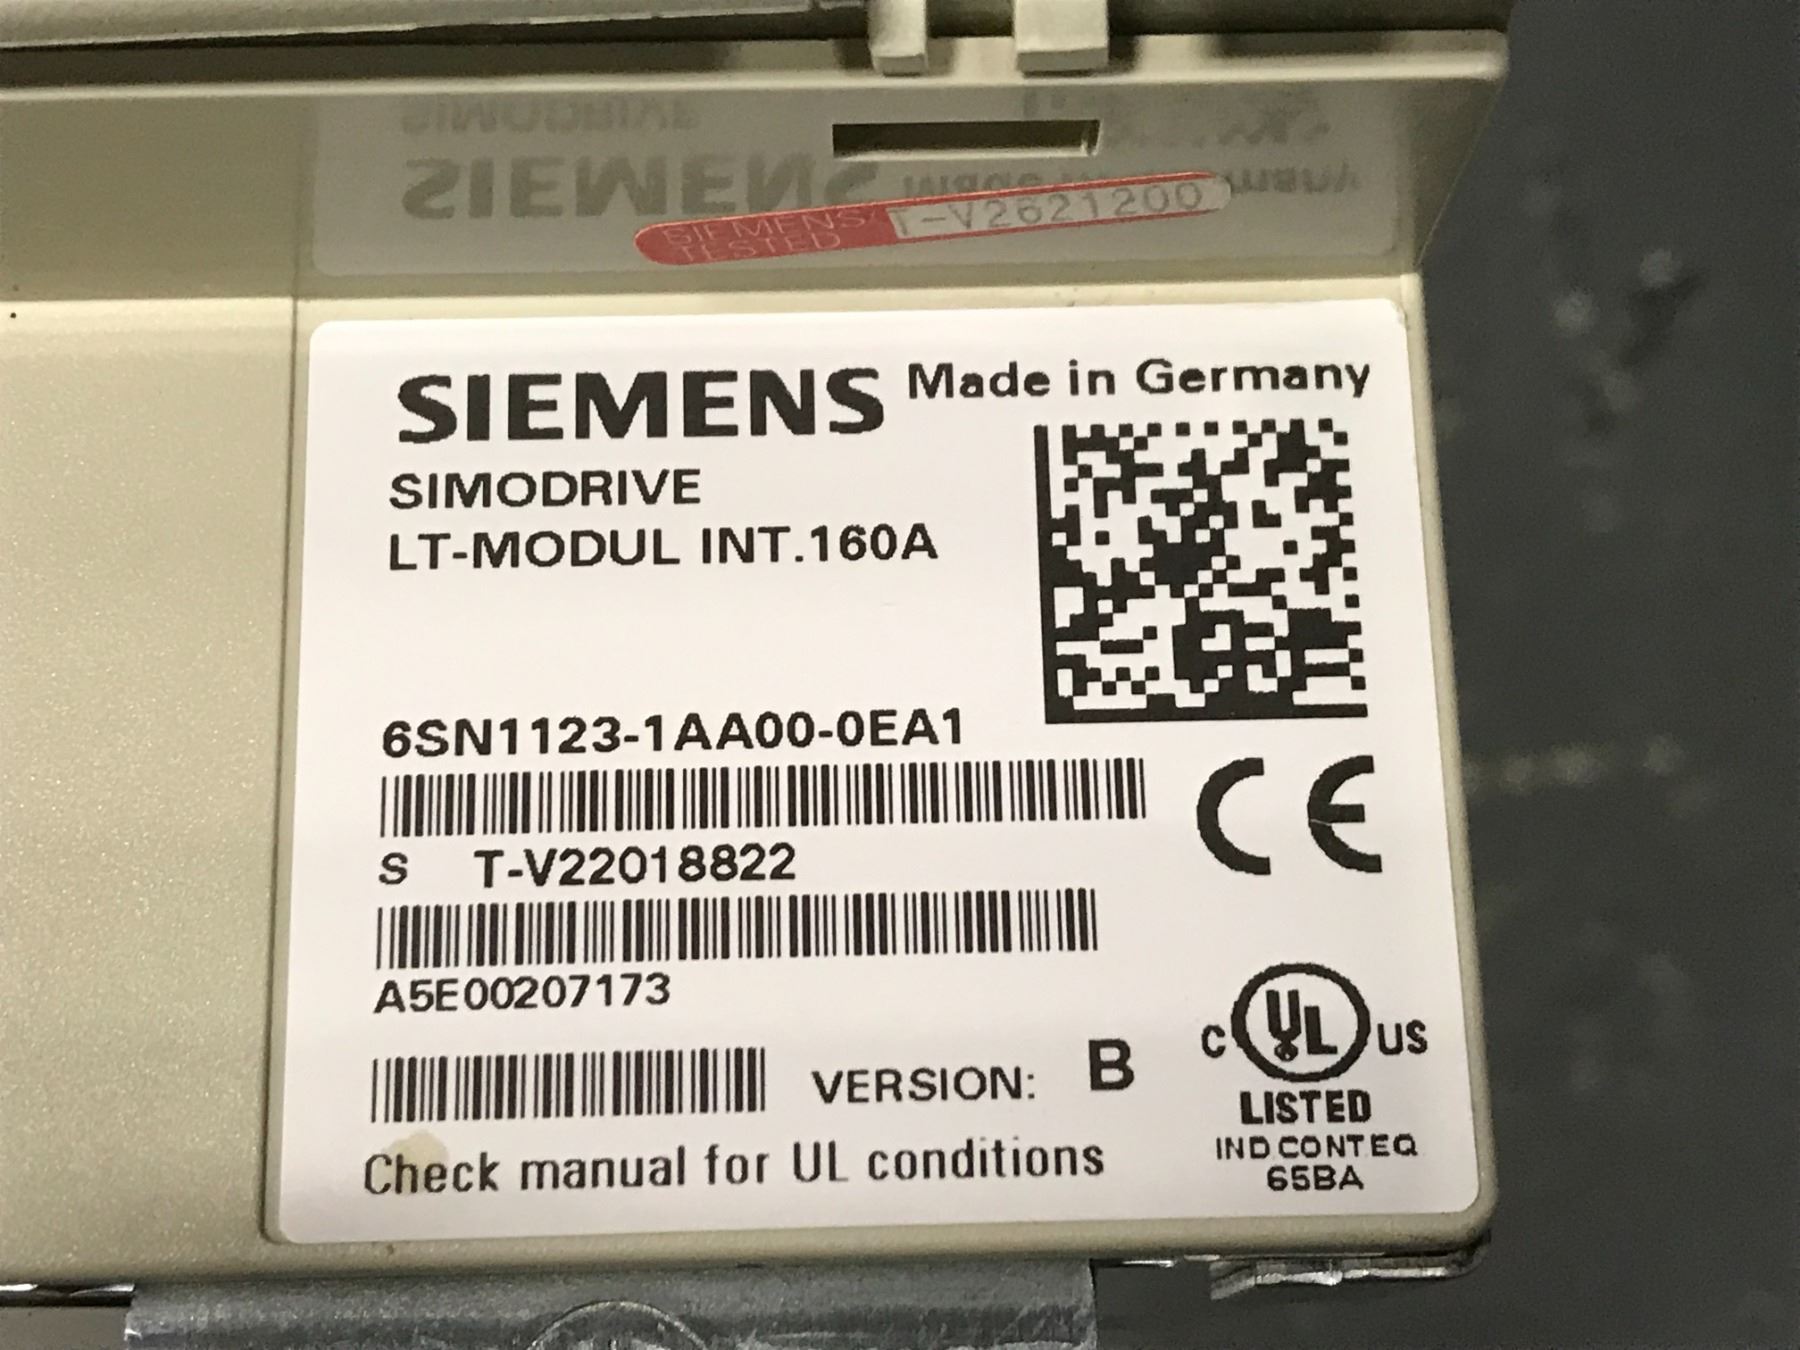 SIEMENS
TESTED
T-V2621200
SIEMENS Made in Germany
SIMODRIVE
LT-MODUL INT.160A
6SN1123-1AA00-0EA1
S T-V22018822
A5E00207173
VERSION: B
Check manual for UL conditions
CE
C UL US
LISTED
IND.CONT.EQ
65BA